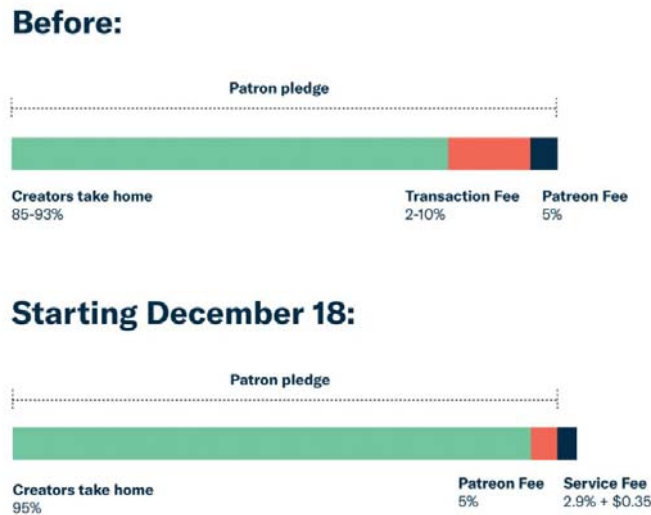 Before:
Patron pledge
Creators take home
85-93%
Transaction Fee
2-10%
Patreon Fee
5%
Starting December 18:
Patron pledge
Creators take home
95%
Patreon Fee
5%
Service Fee
2.9% + $0.35